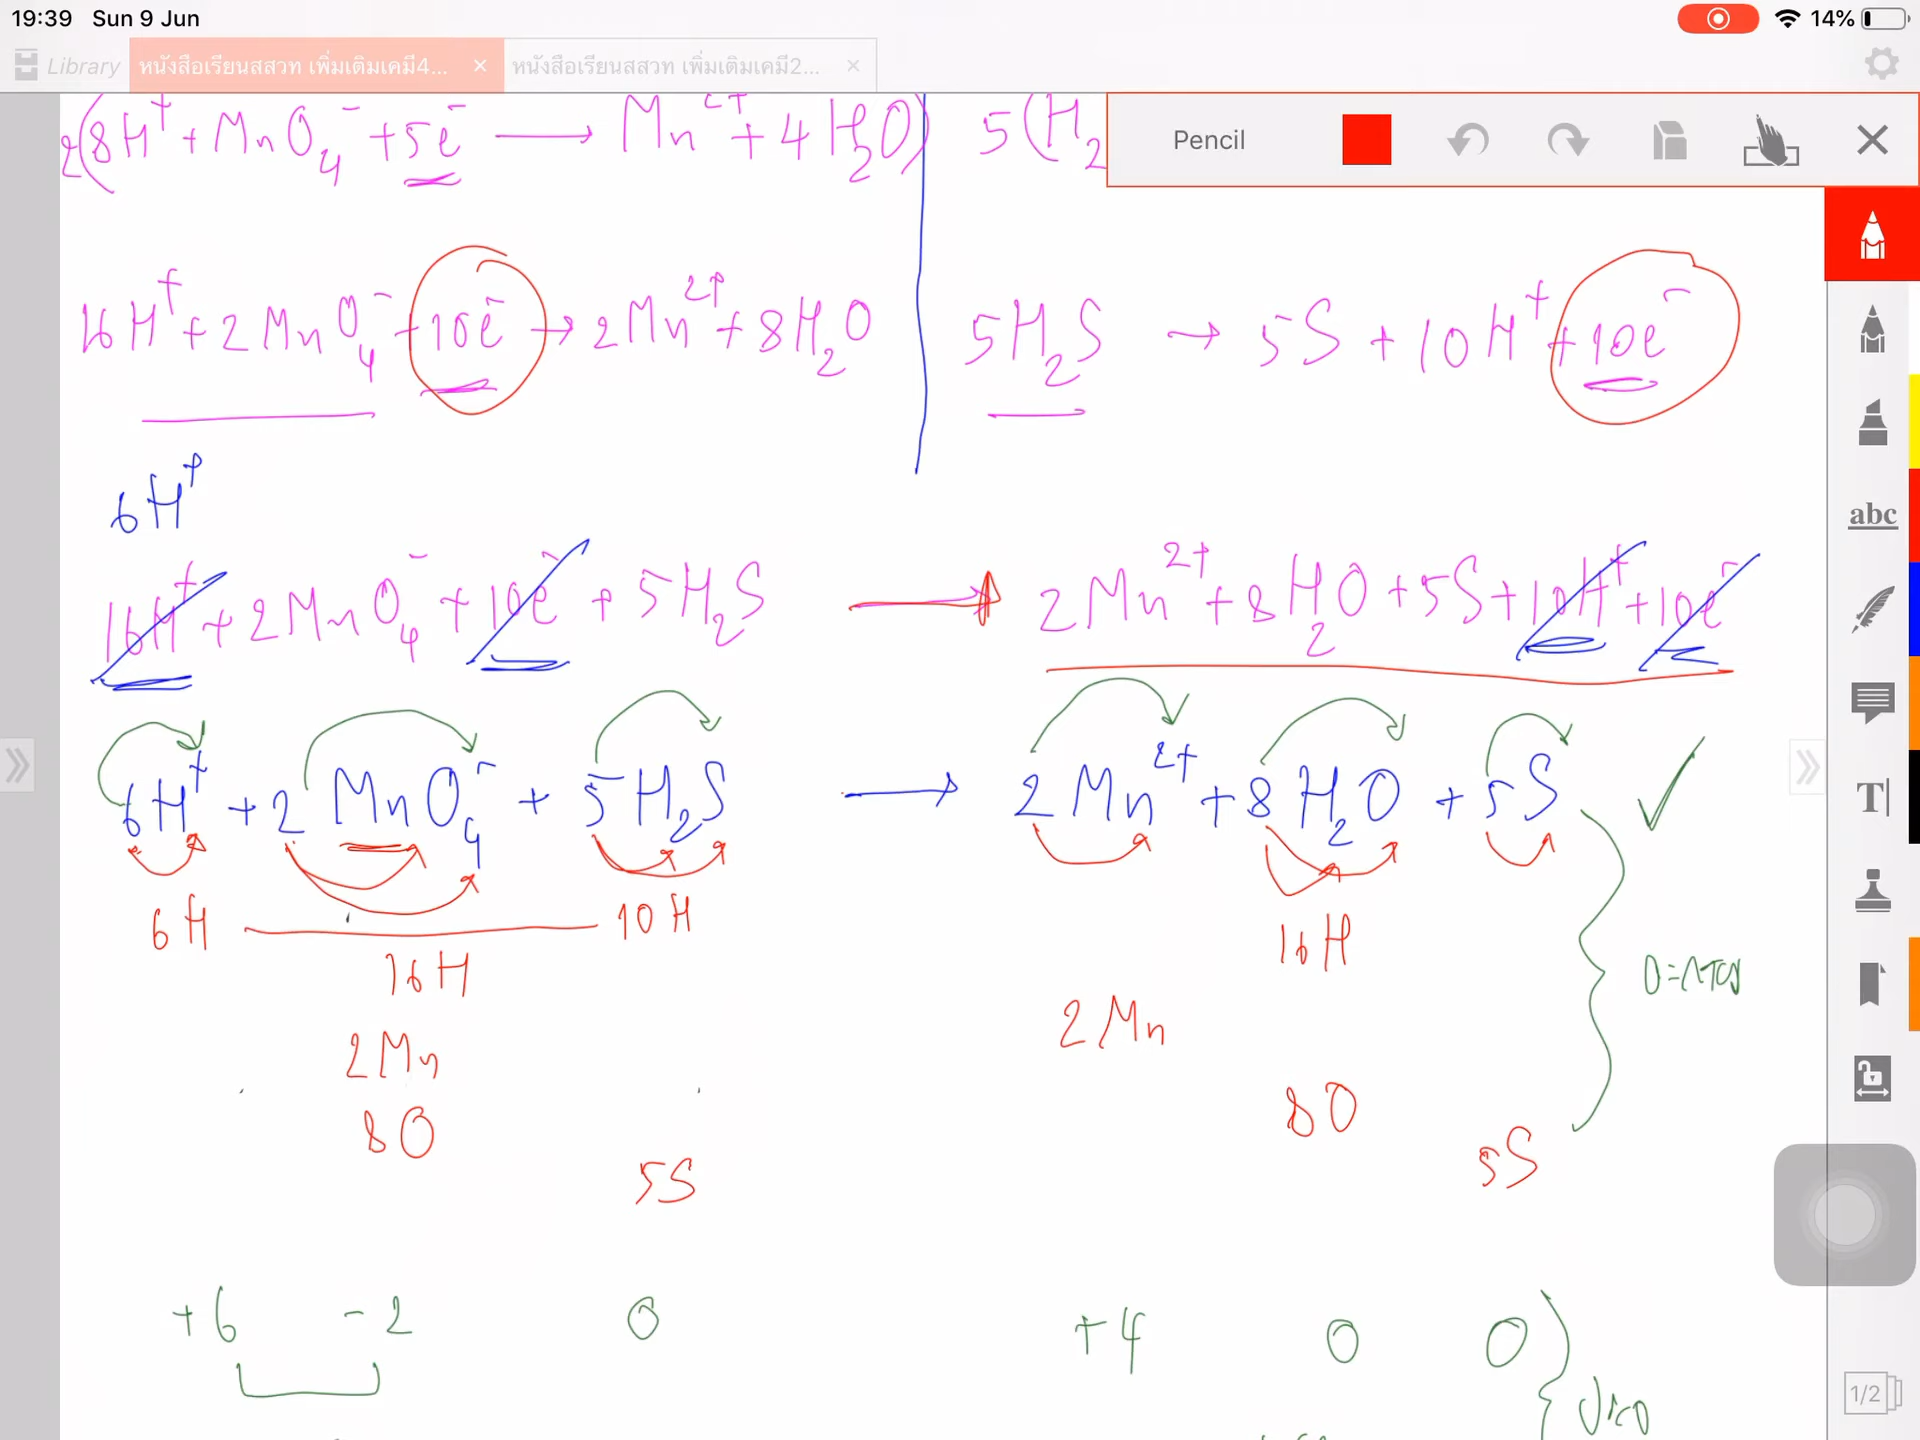 19:39 Sun 9 Jun 14%
Library หนังสือเรียนสสวท เพิ่มเติมเคมี4... × หนังสือเรียนสสวท เพิ่มเติมเคมี2... ×
Pencil
2(8H⁺ + MnO₄⁻ + 5e⁻ → Mn²⁺ + 4H₂O) 5(H₂
16H⁺ + 2MnO₄⁻ + 10e⁻ → 2Mn²⁺ + 8H₂O 5H₂S → 5S + 10H⁺ + 10e⁻
6H⁺
16H⁺ + 2MnO₄⁻ + 10e⁻ + 5H₂S → 2Mn²⁺ + 8H₂O + 5S + 10H⁺ + 10e⁻
6H⁺ + 2MnO₄⁻ + 5H₂S → 2Mn²⁺ + 8H₂O + 5S ✓
6H 10H 16H
16H
2Mn 2Mn
8O 8O
5S 5S
+6 -2 0 +4 0 0
abc
T
1/2